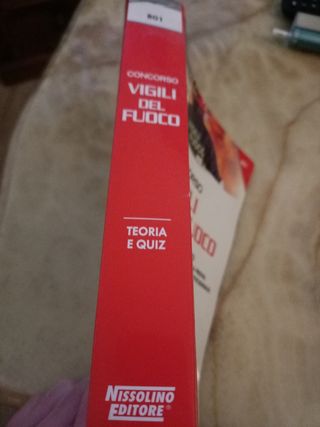 801
CONCORSO
VIGILI
DEL
FUOCO
TEORIA
E QUIZ
NISSOLINO
EDITORE®